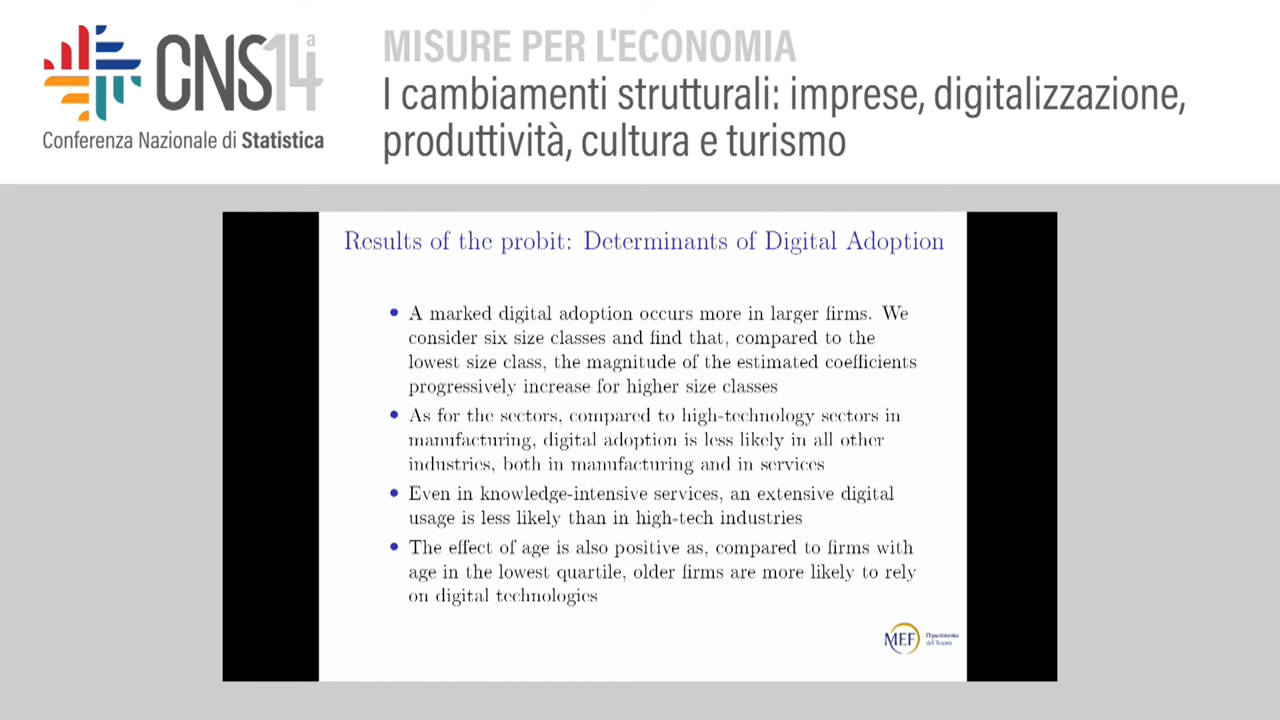 CNS14ª
Conferenza Nazionale di Statistica
MISURE PER L'ECONOMIA
I cambiamenti strutturali: imprese, digitalizzazione,
produttività, cultura e turismo
Results of the probit: Determinants of Digital Adoption
• A marked digital adoption occurs more in larger firms. We
consider six size classes and find that, compared to the
lowest size class, the magnitude of the estimated coefficients
progressively increase for higher size classes
• As for the sectors, compared to high-technology sectors in
manufacturing, digital adoption is less likely in all other
industries, both in manufacturing and in services
• Even in knowledge-intensive services, an extensive digital
usage is less likely than in high-tech industries
• The effect of age is also positive as, compared to firms with
age in the lowest quartile, older firms are more likely to rely
on digital technologies
MEF
Dipartimento
del Tesoro